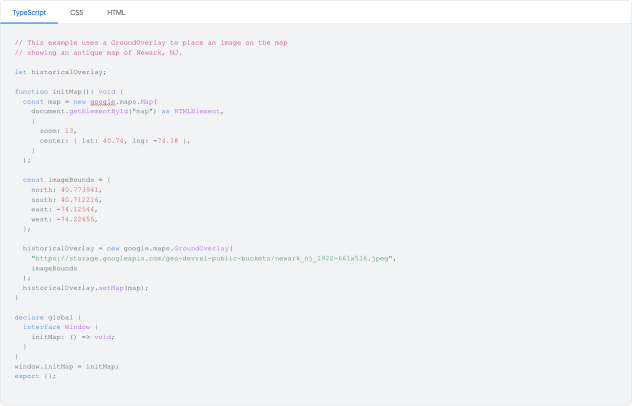 TypeScript CSS HTML
// This example uses a GroundOverlay to place an image on the map
// showing an antique map of Newark, NJ.
let historicalOverlay;
function initMap(): void {
const map = new google.maps.Map(
document.getElementById("map") as HTMLElement,
{
zoom: 13,
center: { lat: 40.74, lng: -74.18 },
}
);
const imageBounds = {
north: 40.773941,
south: 40.712216,
east: -74.12544,
west: -74.22655,
};
historicalOverlay = new google.maps.GroundOverlay(
"https://storage.googleapis.com/geo-devrel-public-buckets/newark_nj_1922-661x516.jpeg",
imageBounds
);
historicalOverlay.setMap(map);
}
declare global {
interface Window {
initMap: () => void;
}
}
window.initMap = initMap;
export {};